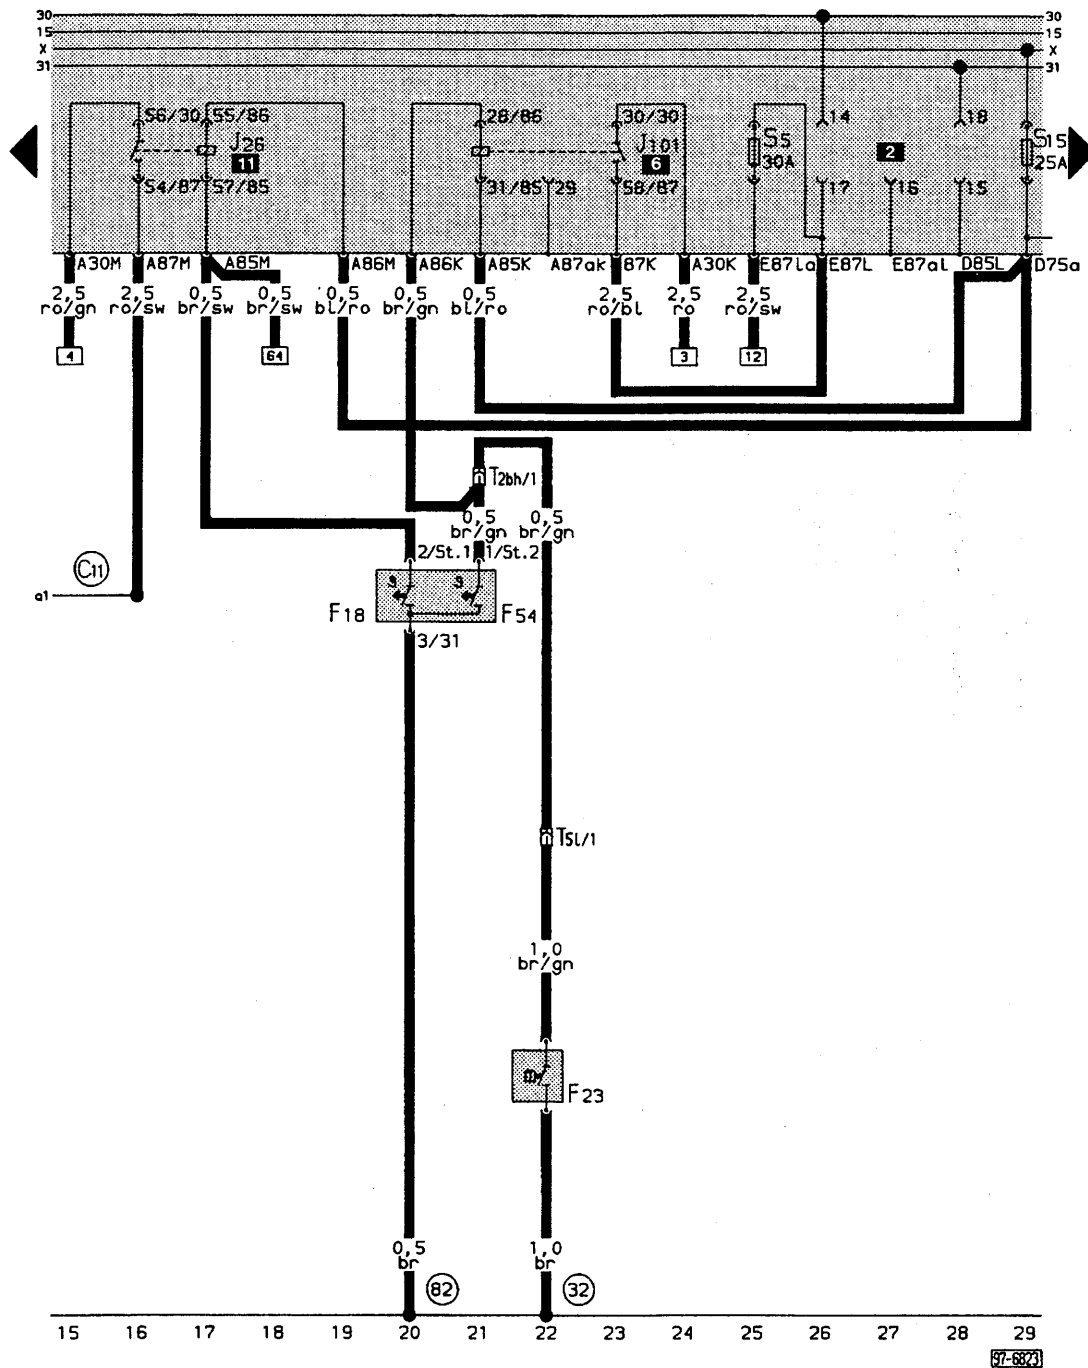 30 30
15 15
X X
31 31
56/30 55/86 28/86 30/30 14 18
J26 J101 S5 S15
11 6 30A 2 25A
54/87 57/85 31/85 29 58/87 17 16 15
A30M A87M A85M A86M A86K A85K A87ak 87K A30K E87la E87L E87al D85L D75a
2,5 2,5 0,5 0,5 0,5 0,5 0,5 2,5 2,5 2,5
ro/gn ro/sw br/sw br/sw bl/ro br/gn bl/ro ro/bl ro ro/sw
4 64 3 12
T2bh/1
0,5 0,5
br/gn br/gn
2/St.1 1/St.2
C11
a1
F18 F54
3/31
T5l/1
1,0
br/gn
F23
0,5 1,0
br br
82 32
15 16 17 18 19 20 21 22 23 24 25 26 27 28 29
97-6823